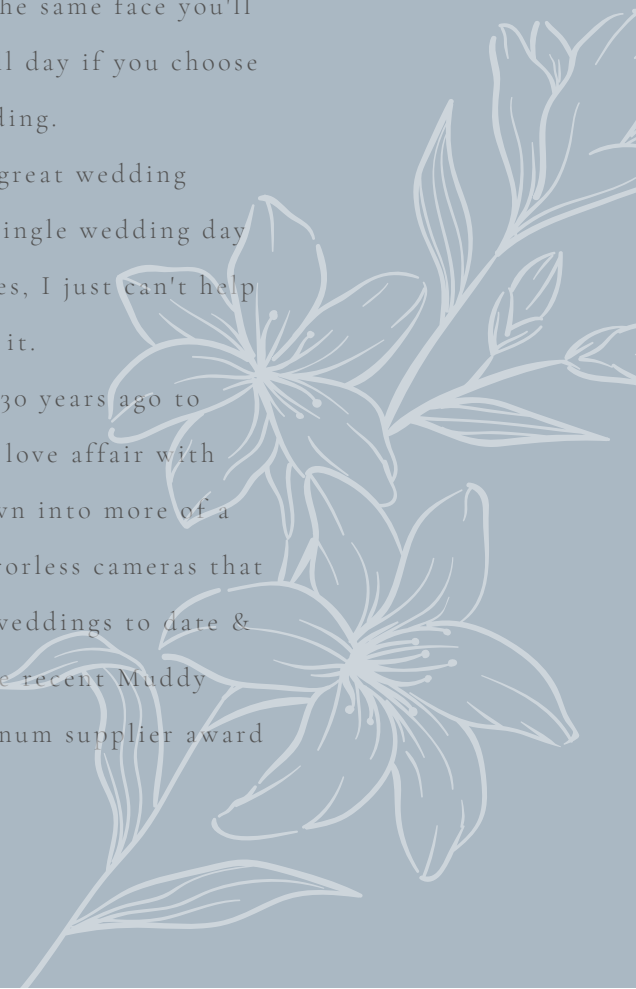 he same face you'll
l day if you choose
ding.
great wedding
ingle wedding day
es, I just can't help
it.
30 years ago to
love affair with
wn into more of a
rorless cameras that
weddings to date &
e recent Muddy
num supplier award